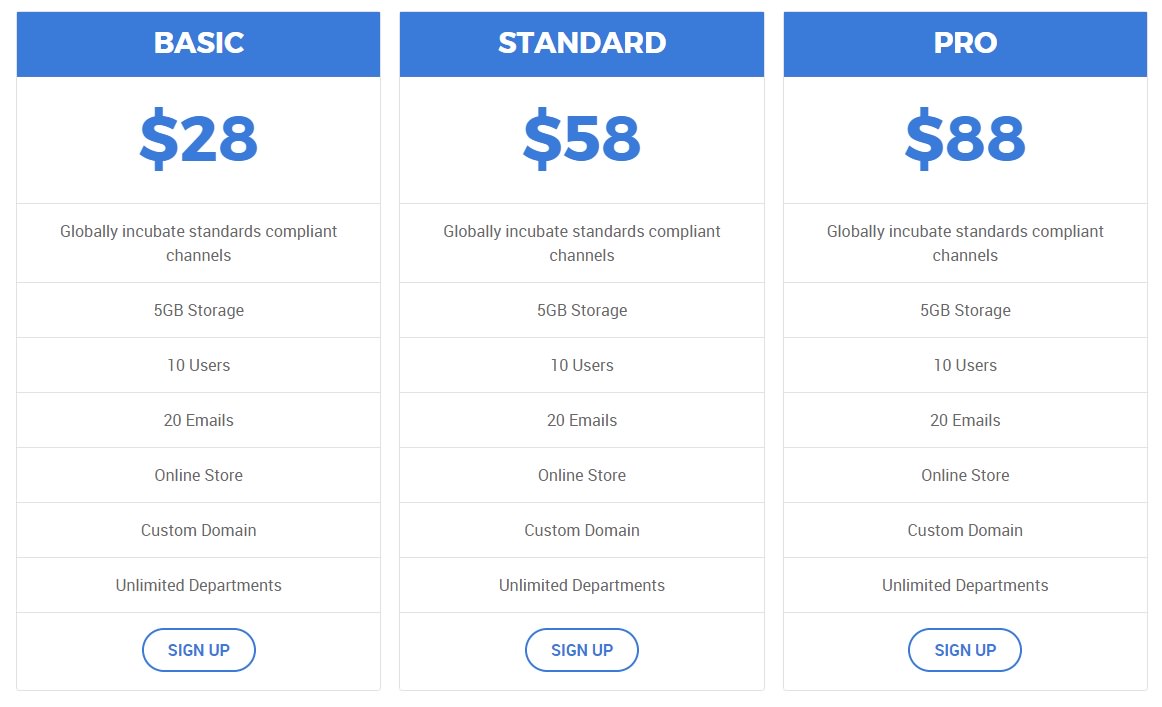 BASIC
$28
Globally incubate standards compliant
channels
5GB Storage
10 Users
20 Emails
Online Store
Custom Domain
Unlimited Departments
SIGN UP
STANDARD
$58
Globally incubate standards compliant
channels
5GB Storage
10 Users
20 Emails
Online Store
Custom Domain
Unlimited Departments
SIGN UP
PRO
$88
Globally incubate standards compliant
channels
5GB Storage
10 Users
20 Emails
Online Store
Custom Domain
Unlimited Departments
SIGN UP